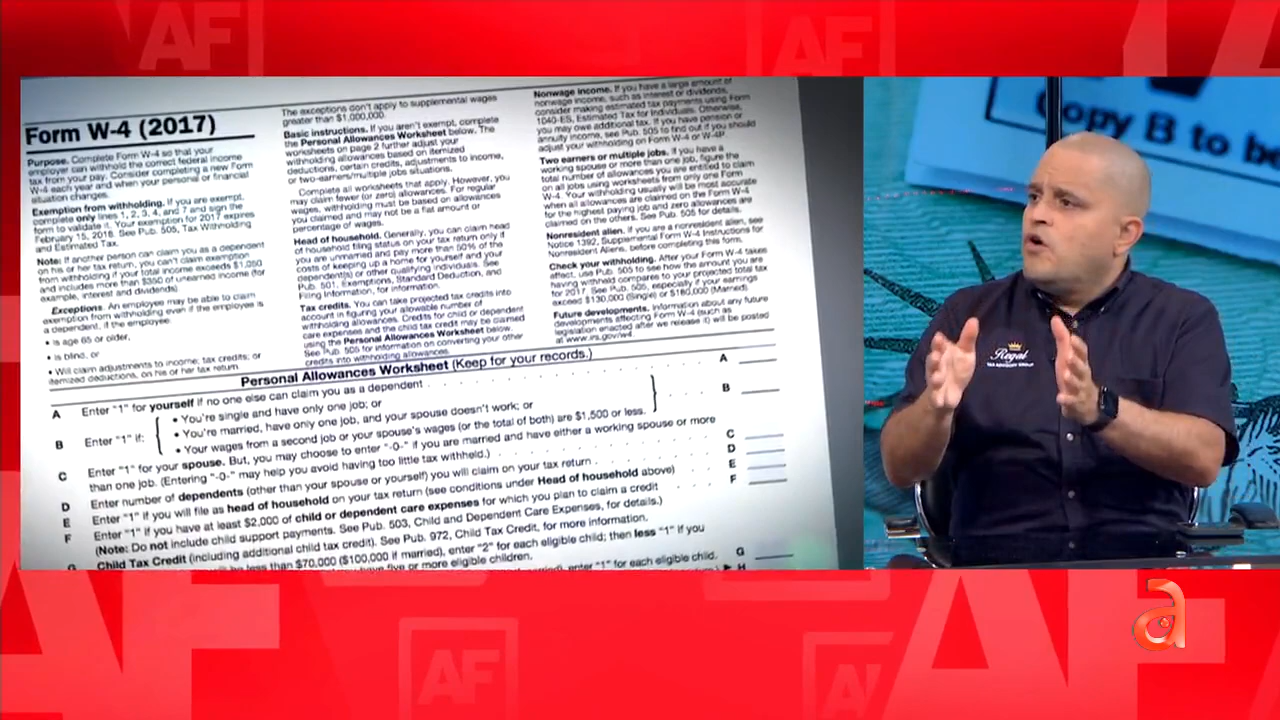 AF
AF
Form W-4 (2017)
Purpose. Complete Form W-4 so that your
employer can withhold the correct federal income
tax from your pay. Consider completing a new Form
W-4 each year and when your personal or financial
situation changes.
Exemption from withholding. If you are exempt,
complete only lines 1, 2, 3, 4, and 7 and sign the
form to validate it. Your exemption for 2017 expires
February 15, 2018. See Pub. 505, Tax Withholding
and Estimated Tax.
Note: If another person can claim you as a dependent
on his or her tax return, you can't claim exemption
from withholding if your total income exceeds $1,050
and includes more than $350 of unearned income (for
example, interest and dividends).
Exceptions. An employee may be able to claim
exemption from withholding even if the employee is
a dependent, if the employee:
• Is age 65 or older,
• Is blind, or
• Will claim adjustments to income; tax credits; or
itemized deductions, on his or her tax return
The exceptions don't apply to supplemental wages
greater than $1,000,000.
Basic instructions. If you aren't exempt, complete
the Personal Allowances Worksheet below. The
worksheets on page 2 further adjust your
withholding allowances based on itemized
deductions, certain credits, adjustments to income,
or two-earners/multiple jobs situations.
Complete all worksheets that apply. However, you
may claim fewer (or zero) allowances. For regular
wages, withholding must be based on allowances
you claimed and may not be a flat amount or
percentage of wages.
Head of household. Generally, you can claim head
of household filing status on your tax return only if
you are unmarried and pay more than 50% of the
costs of keeping up a home for yourself and your
dependent(s) or other qualifying individuals. See
Pub. 501, Exemptions, Standard Deduction, and
Filing Information, for information.
Tax credits. You can take projected tax credits into
account in figuring your allowable number of
withholding allowances. Credits for child or dependent
care expenses and the child tax credit may be claimed
using the Personal Allowances Worksheet below.
See Pub. 505 for information on converting your other
credits into withholding allowances.
Nonwage income. If you have a large amount of
nonwage income, such as interest or dividends,
consider making estimated tax payments using Form
1040-ES, Estimated Tax for Individuals. Otherwise,
you may owe additional tax. If you have pension or
annuity income, see Pub. 505 to find out if you should
adjust your withholding on Form W-4 or W-4P.
Two earners or multiple jobs. If you have a
working spouse or more than one job, figure the
total number of allowances you are entitled to claim
on all jobs using worksheets from only one Form
W-4. Your withholding usually will be most accurate
when all allowances are claimed on the Form W-4
for the highest paying job and zero allowances are
claimed on the others. See Pub. 505 for details.
Nonresident alien. If you are a nonresident alien, see
Notice 1392, Supplemental Form W-4 Instructions for
Nonresident Aliens, before completing this form.
Check your withholding. After your Form W-4 takes
effect, use Pub. 505 to see how the amount you are
having withheld compares to your projected total tax
for 2017. See Pub. 505, especially if your earnings
exceed $130,000 (Single) or $180,000 (Married).
Future developments. Information about any future
developments affecting Form W-4 (such as
legislation enacted after we release it) will be posted
at www.irs.gov/w4.
Personal Allowances Worksheet (Keep for your records.)
A Enter "1" for yourself if no one else can claim you as a dependent A
• You're single and have only one job; or
B Enter "1" if: • You're married, have only one job, and your spouse doesn't work; or B
• Your wages from a second job or your spouse's wages (or the total of both) are $1,500 or less.
C Enter "1" for your spouse. But, you may choose to enter "-0-" if you are married and have either a working spouse or more
than one job. (Entering "-0-" may help you avoid having too little tax withheld.) C
D Enter number of dependents (other than your spouse or yourself) you will claim on your tax return D
E Enter "1" if you will file as head of household on your tax return (see conditions under Head of household above) E
F Enter "1" if you have at least $2,000 of child or dependent care expenses for which you plan to claim a credit F
(Note: Do not include child support payments. See Pub. 503, Child and Dependent Care Expenses, for details.)
G Child Tax Credit (including additional child tax credit). See Pub. 972, Child Tax Credit, for more information.
be less than $70,000 ($100,000 if married), enter "2" for each eligible child; then less "1" if you
have five or more eligible children.
enter "1" for each eligible child. G
H
Copy B to be
Regal
TAX ADVISORY GROUP
AF
AF
AF
a